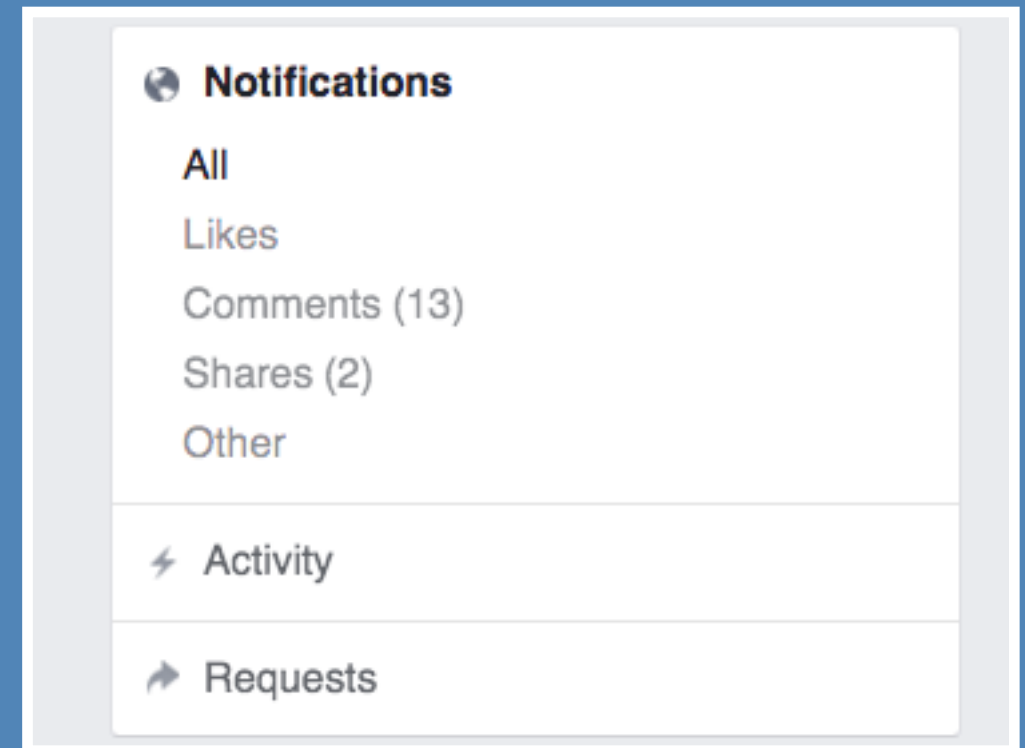 Notifications
All
Likes
Comments (13)
Shares (2)
Other
Activity
Requests